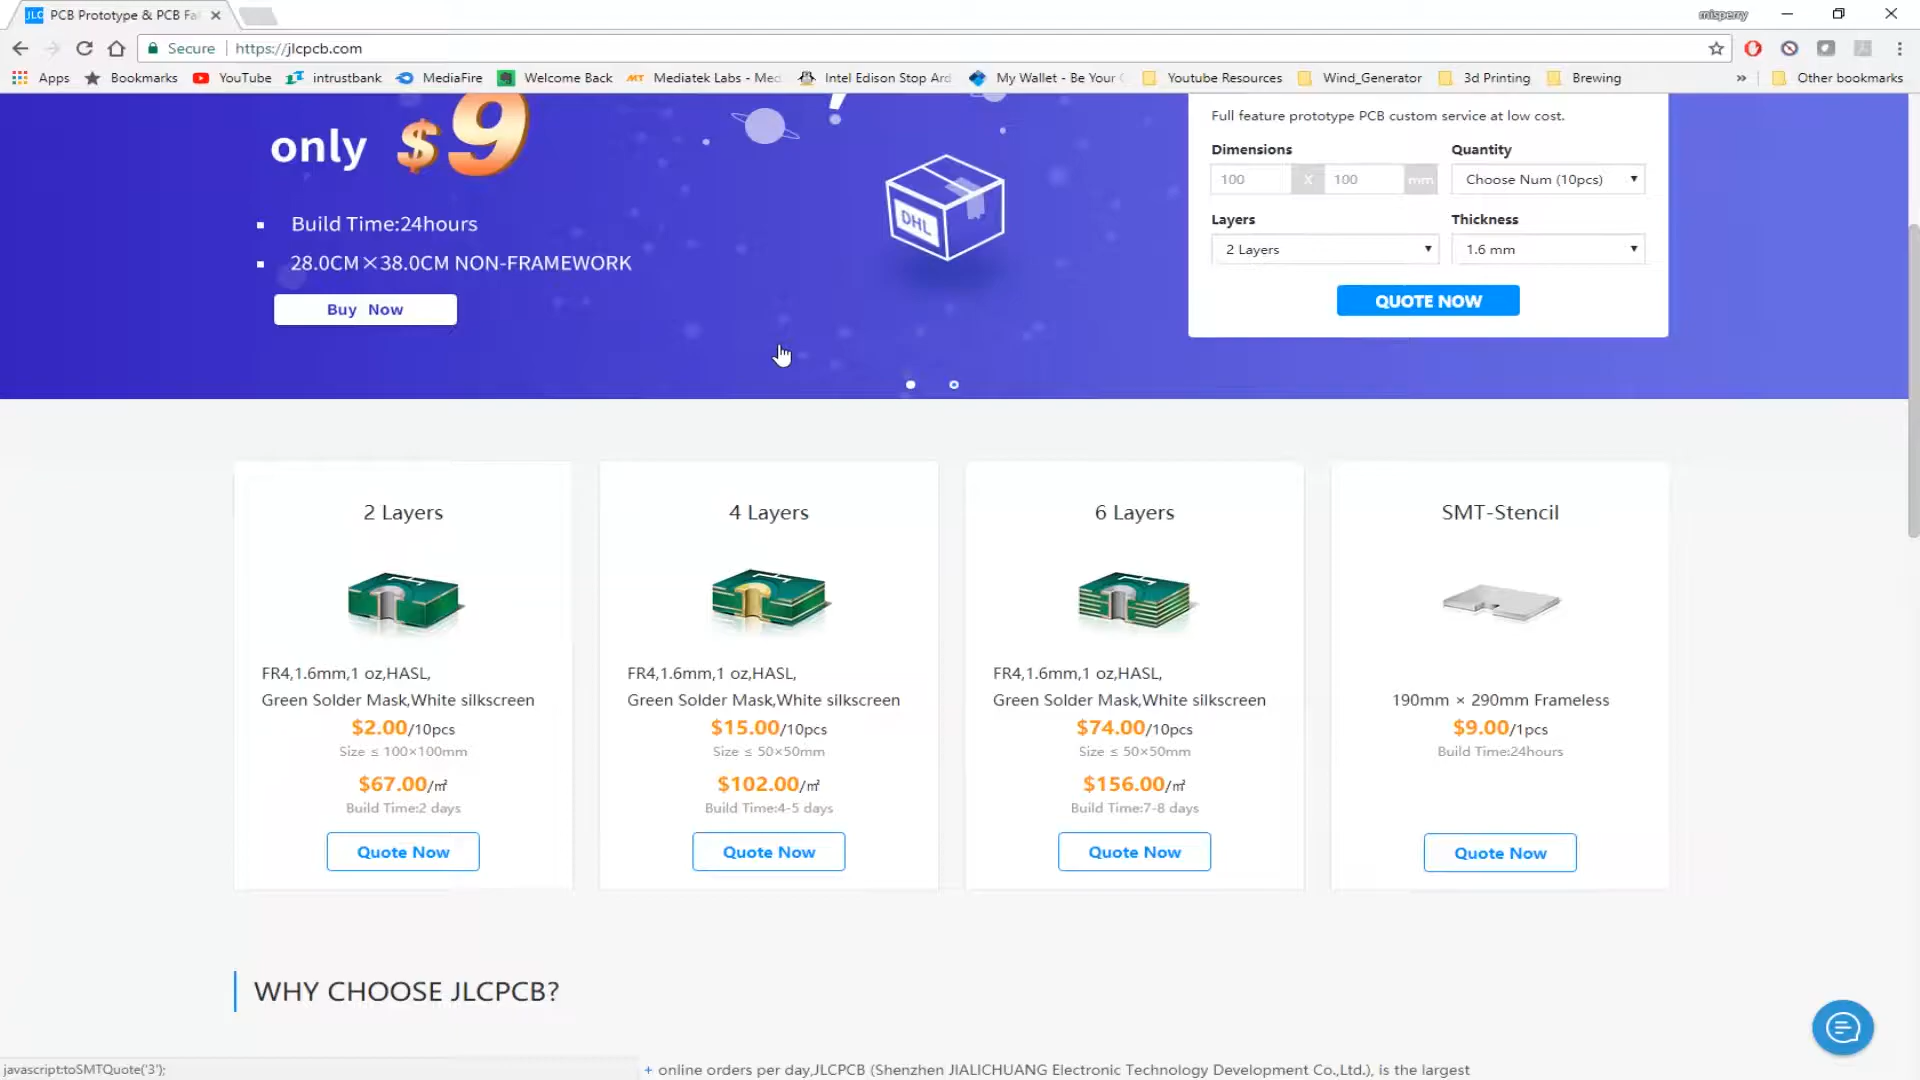 JLC PCB Prototype & PCB Fa
misperry
Secure https://jlcpcb.com
Apps Bookmarks YouTube intrustbank MediaFire Welcome Back Mediatek Labs - Med Intel Edison Stop Ard My Wallet - Be Your Youtube Resources Wind_Generator 3d Printing Brewing » Other bookmarks
only $9
Build Time:24hours
28.0CM×38.0CM NON-FRAMEWORK
Buy Now
DHL
Full feature prototype PCB custom service at low cost.
Dimensions Quantity
100 X 100 mm Choose Num (10pcs)
Layers Thickness
2 Layers 1.6 mm
QUOTE NOW
2 Layers
FR4,1.6mm,1 oz,HASL,
Green Solder Mask,White silkscreen
$2.00/10pcs
Size ≤ 100×100mm
$67.00/㎡
Build Time:2 days
Quote Now
4 Layers
FR4,1.6mm,1 oz,HASL,
Green Solder Mask,White silkscreen
$15.00/10pcs
Size ≤ 50×50mm
$102.00/㎡
Build Time:4-5 days
Quote Now
6 Layers
FR4,1.6mm,1 oz,HASL,
Green Solder Mask,White silkscreen
$74.00/10pcs
Size ≤ 50×50mm
$156.00/㎡
Build Time:7-8 days
Quote Now
SMT-Stencil
190mm × 290mm Frameless
$9.00/1pcs
Build Time:24hours
Quote Now
WHY CHOOSE JLCPCB?
javascript:toSMTQuote('3');
+ online orders per day,JLCPCB (Shenzhen JIALICHUANG Electronic Technology Development Co.,Ltd.), is the largest